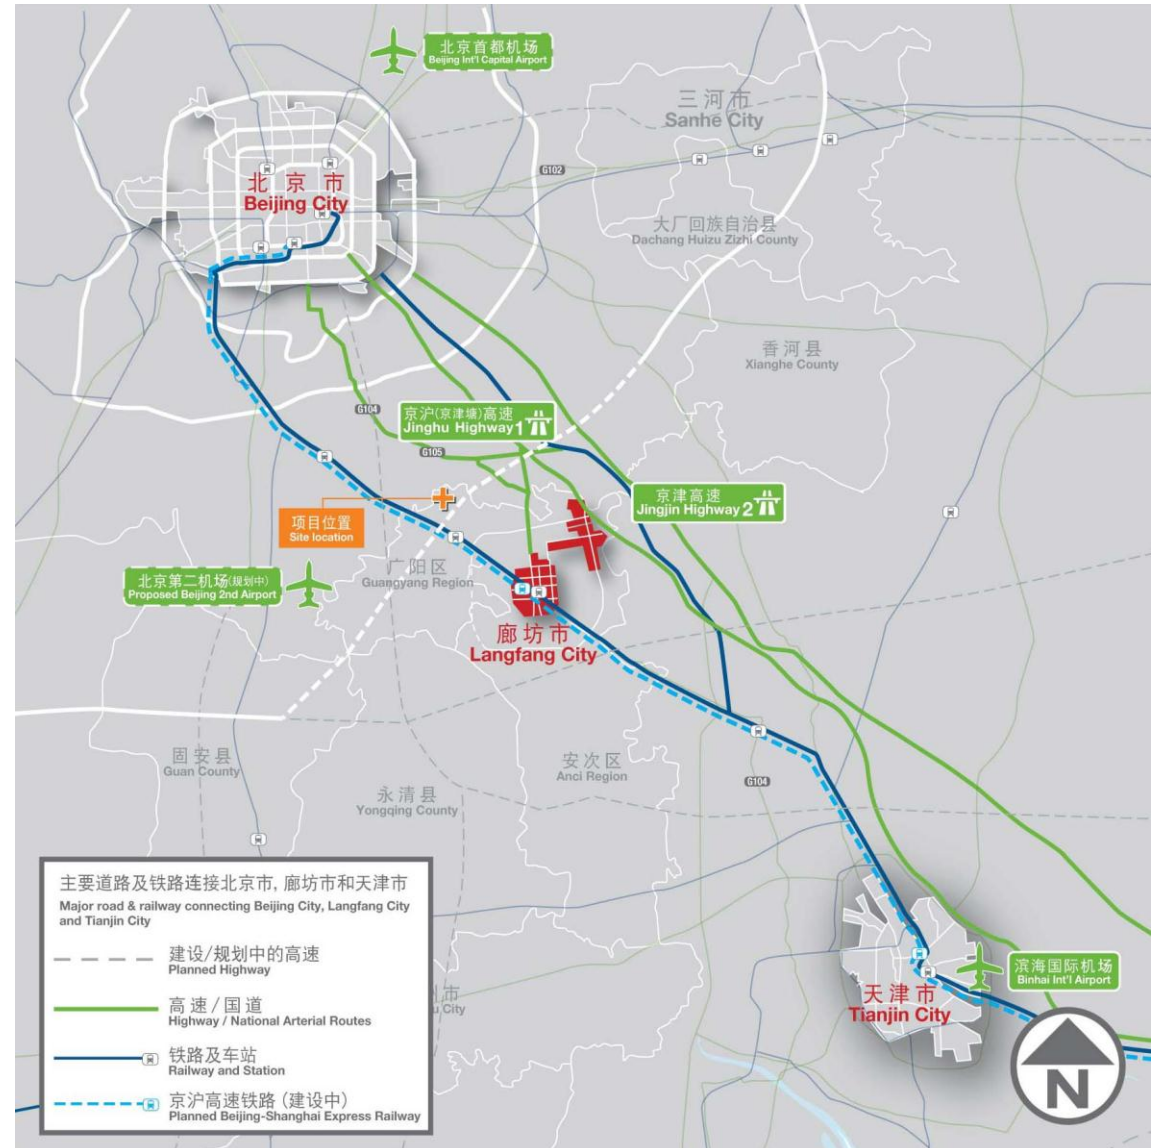 北京首都机场
Beijing Int'l Capital Airport
三河市
Sanhe City
G102
北京市
Beijing City
大厂回族自治县
Dachang Huizu Zizhi County
香河县
Xianghe County
G104
京沪(京津塘)高速
Jinghu Highway 1
G105
京津高速
Jingjin Highway 2
项目位置
Site location
北京第二机场(规划中)
Proposed Beijing 2nd Airport
广阳区
Guangyang Region
廊坊市
Langfang City
固安县
Guan County
安次区
Anci Region
G104
永清县
Yongqing County
主要道路及铁路连接北京市, 廊坊市和天津市
Major road & railway connecting Beijing City, Langfang City
and Tianjin City
建设/规划中的高速
Planned Highway
高速/国道
Highway / National Arterial Routes
铁路及车站
Railway and Station
京沪高速铁路(建设中)
Planned Beijing-Shanghai Express Railway
市
City
滨海国际机场
Binhai Int'l Airport
天津市
Tianjin City
N